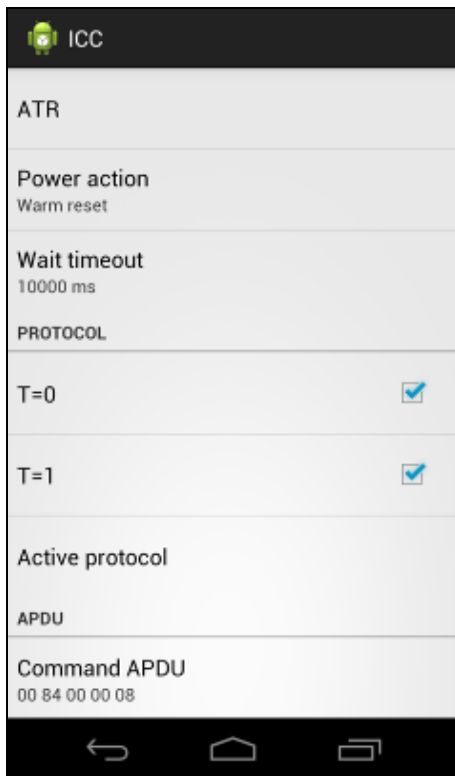 ICC
ATR
Power action
Warm reset
Wait timeout
10000 ms
PROTOCOL
T=0
T=1
Active protocol
APDU
Command APDU
00 84 00 00 08